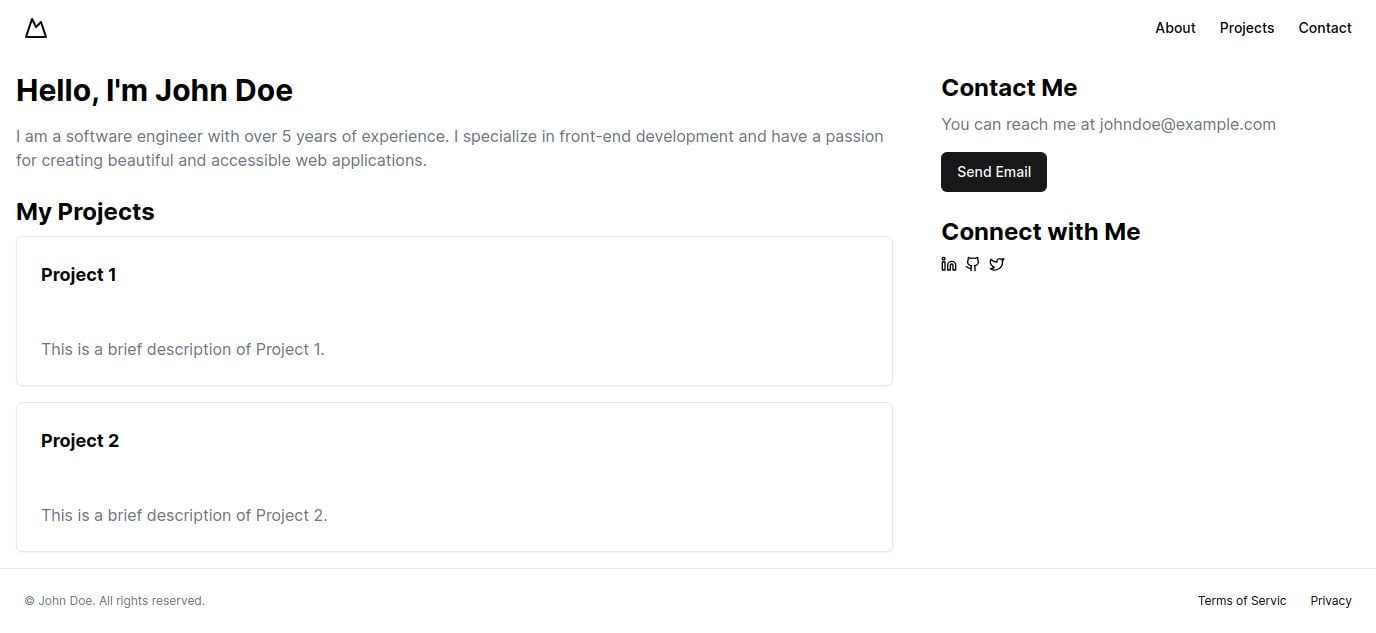 About Projects Contact
Hello, I'm John Doe
I am a software engineer with over 5 years of experience. I specialize in front-end development and have a passion
for creating beautiful and accessible web applications.
My Projects
Project 1
This is a brief description of Project 1.
Project 2
This is a brief description of Project 2.
Contact Me
You can reach me at johndoe@example.com
Send Email
Connect with Me
© John Doe. All rights reserved.
Terms of Servic Privacy